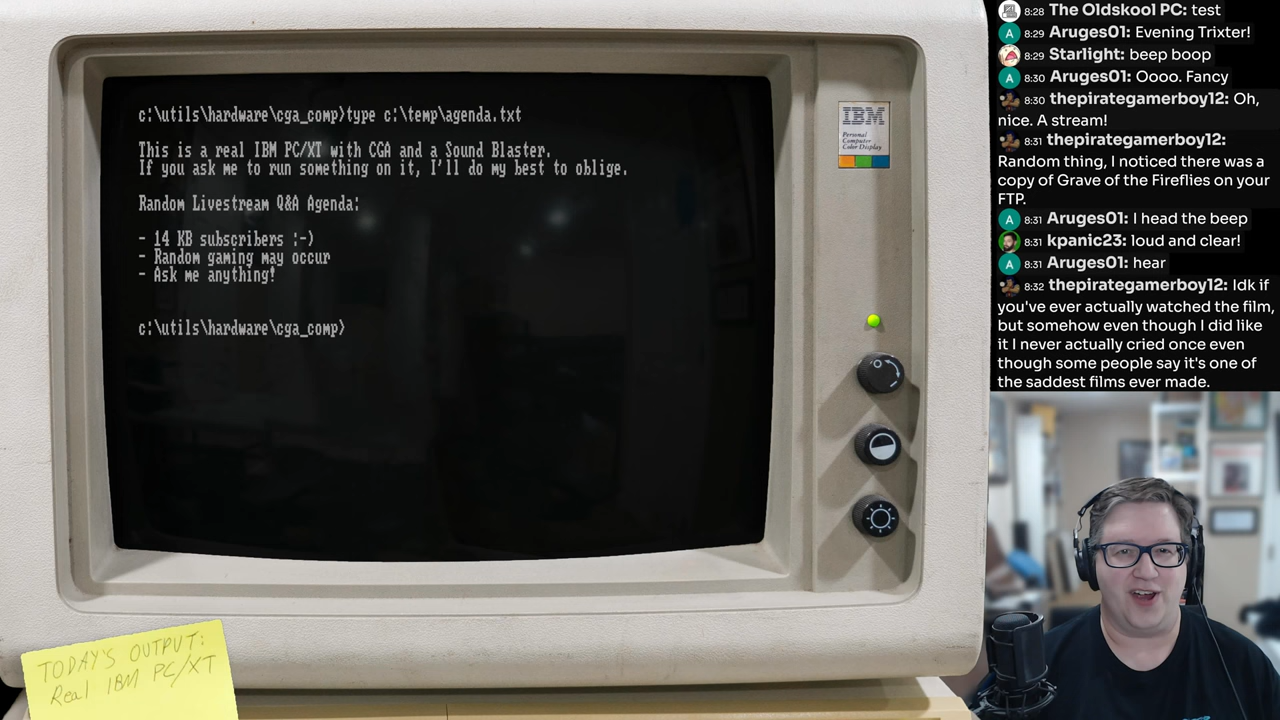 c:\utils\hardware\cga_comp>type c:\temp\agenda.txt
This is a real IBM PC/XT with CGA and a Sound Blaster.
If you ask me to run something on it, I'll do my best to oblige.
Random Livestream Q&A Agenda:
- 14 KB subscribers :-)
- Random gaming may occur
- Ask me anything!
c:\utils\hardware\cga_comp>
IBM
Personal
Computer
Color Display
TODAY'S OUTPUT:
Real IBM PC/XT
8:28 The Oldskool PC: test
A 8:29 Aruges01: Evening Trixter!
8:29 Starlight: beep boop
A 8:30 Aruges01: Oooo. Fancy
8:30 thepirategamerboy12: Oh,
nice. A stream!
8:31 thepirategamerboy12:
Random thing, I noticed there was a
copy of Grave of the Fireflies on your
FTP.
A 8:31 Aruges01: I head the beep
8:31 kpanic23: loud and clear!
A 8:31 Aruges01: hear
8:32 thepirategamerboy12: Idk if
you've ever actually watched the film,
but somehow even though I did like
it I never actually cried once even
though some people say it's one of
the saddest films ever made.